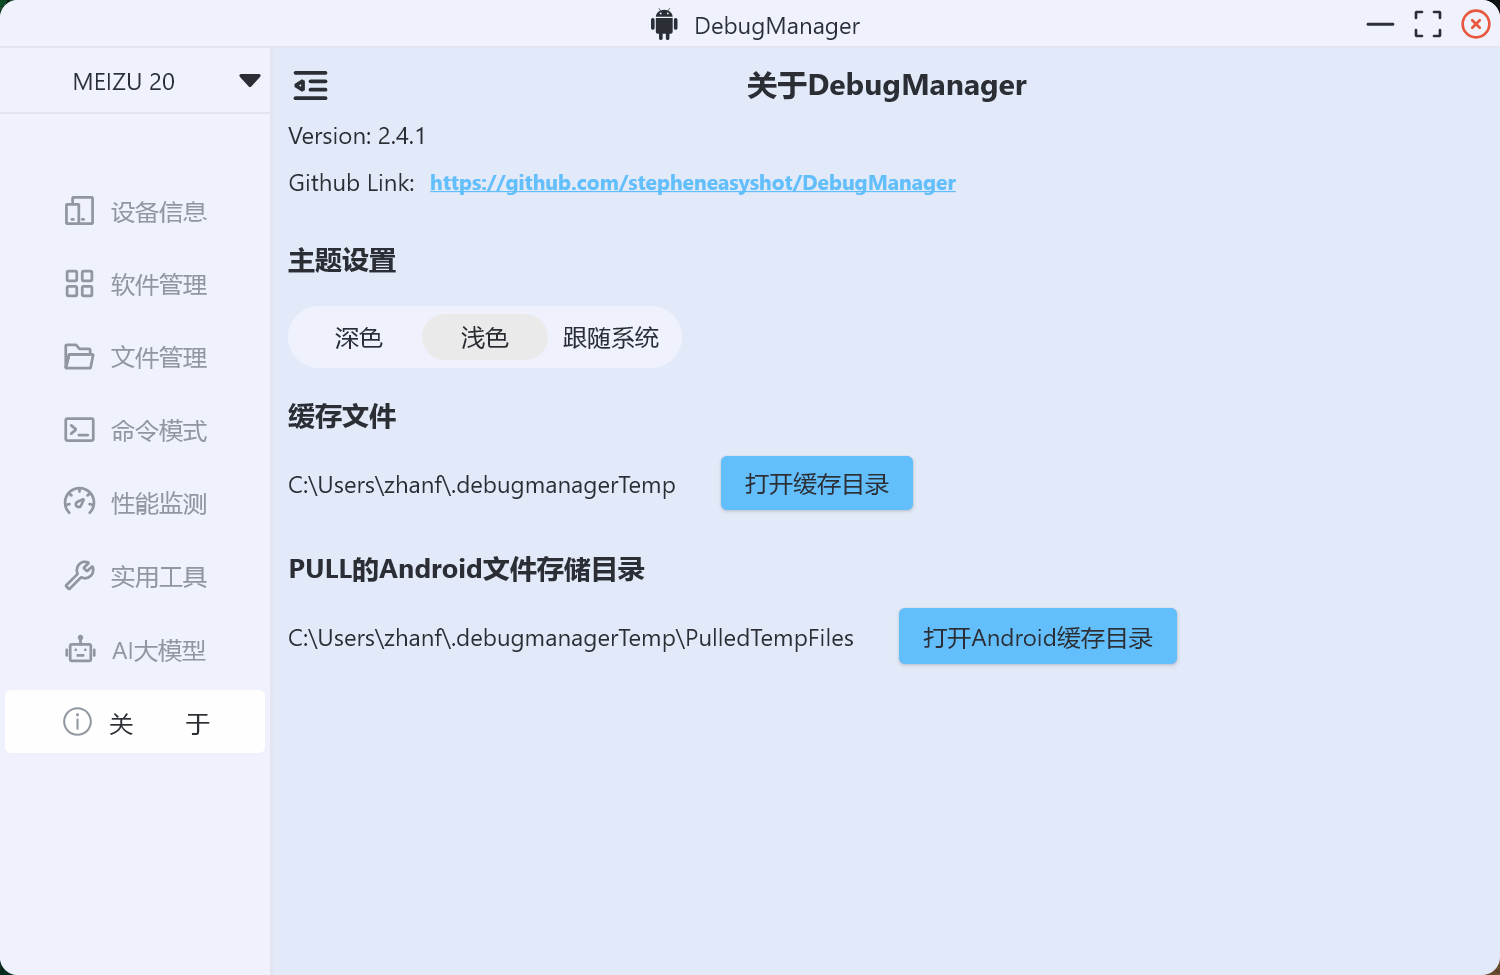 DebugManager
MEIZU 20
设备信息
软件管理
文件管理
命令模式
性能监测
实用工具
AI大模型
关 于
关于DebugManager
Version: 2.4.1
Github Link: https://github.com/stepheneasyshot/DebugManager
主题设置
深色 浅色 跟随系统
缓存文件
C:\Users\zhanf\.debugmanagerTemp 打开缓存目录
PULL的Android文件存储目录
C:\Users\zhanf\.debugmanagerTemp\PulledTempFiles 打开Android缓存目录